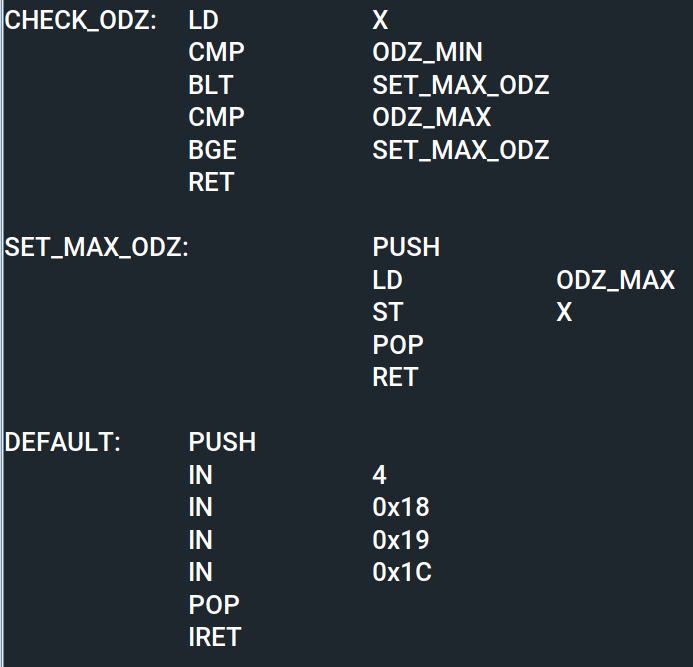 CHECK_ODZ: LD X
CMP ODZ_MIN
BLT SET_MAX_ODZ
CMP ODZ_MAX
BGE SET_MAX_ODZ
RET
SET_MAX_ODZ: PUSH
LD ODZ_MAX
ST X
POP
RET
DEFAULT: PUSH
IN 4
IN 0x18
IN 0x19
IN 0x1C
POP
IRET